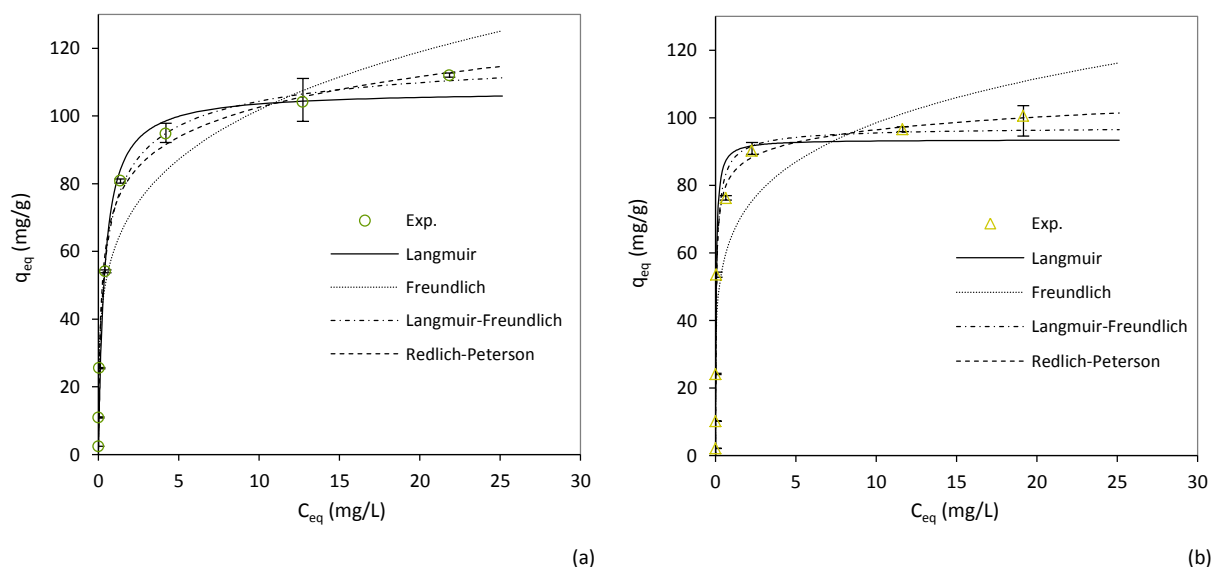 120
100
80
60
40
20
0
q_eq (mg/g)
0 5 10 15 20 25 30
C_eq (mg/L)
Exp.
Langmuir
Freundlich
Langmuir-Freundlich
Redlich-Peterson
(a)
120
100
80
60
40
20
0
q_eq (mg/g)
0 5 10 15 20 25 30
C_eq (mg/L)
Exp.
Langmuir
Freundlich
Langmuir-Freundlich
Redlich-Peterson
(b)